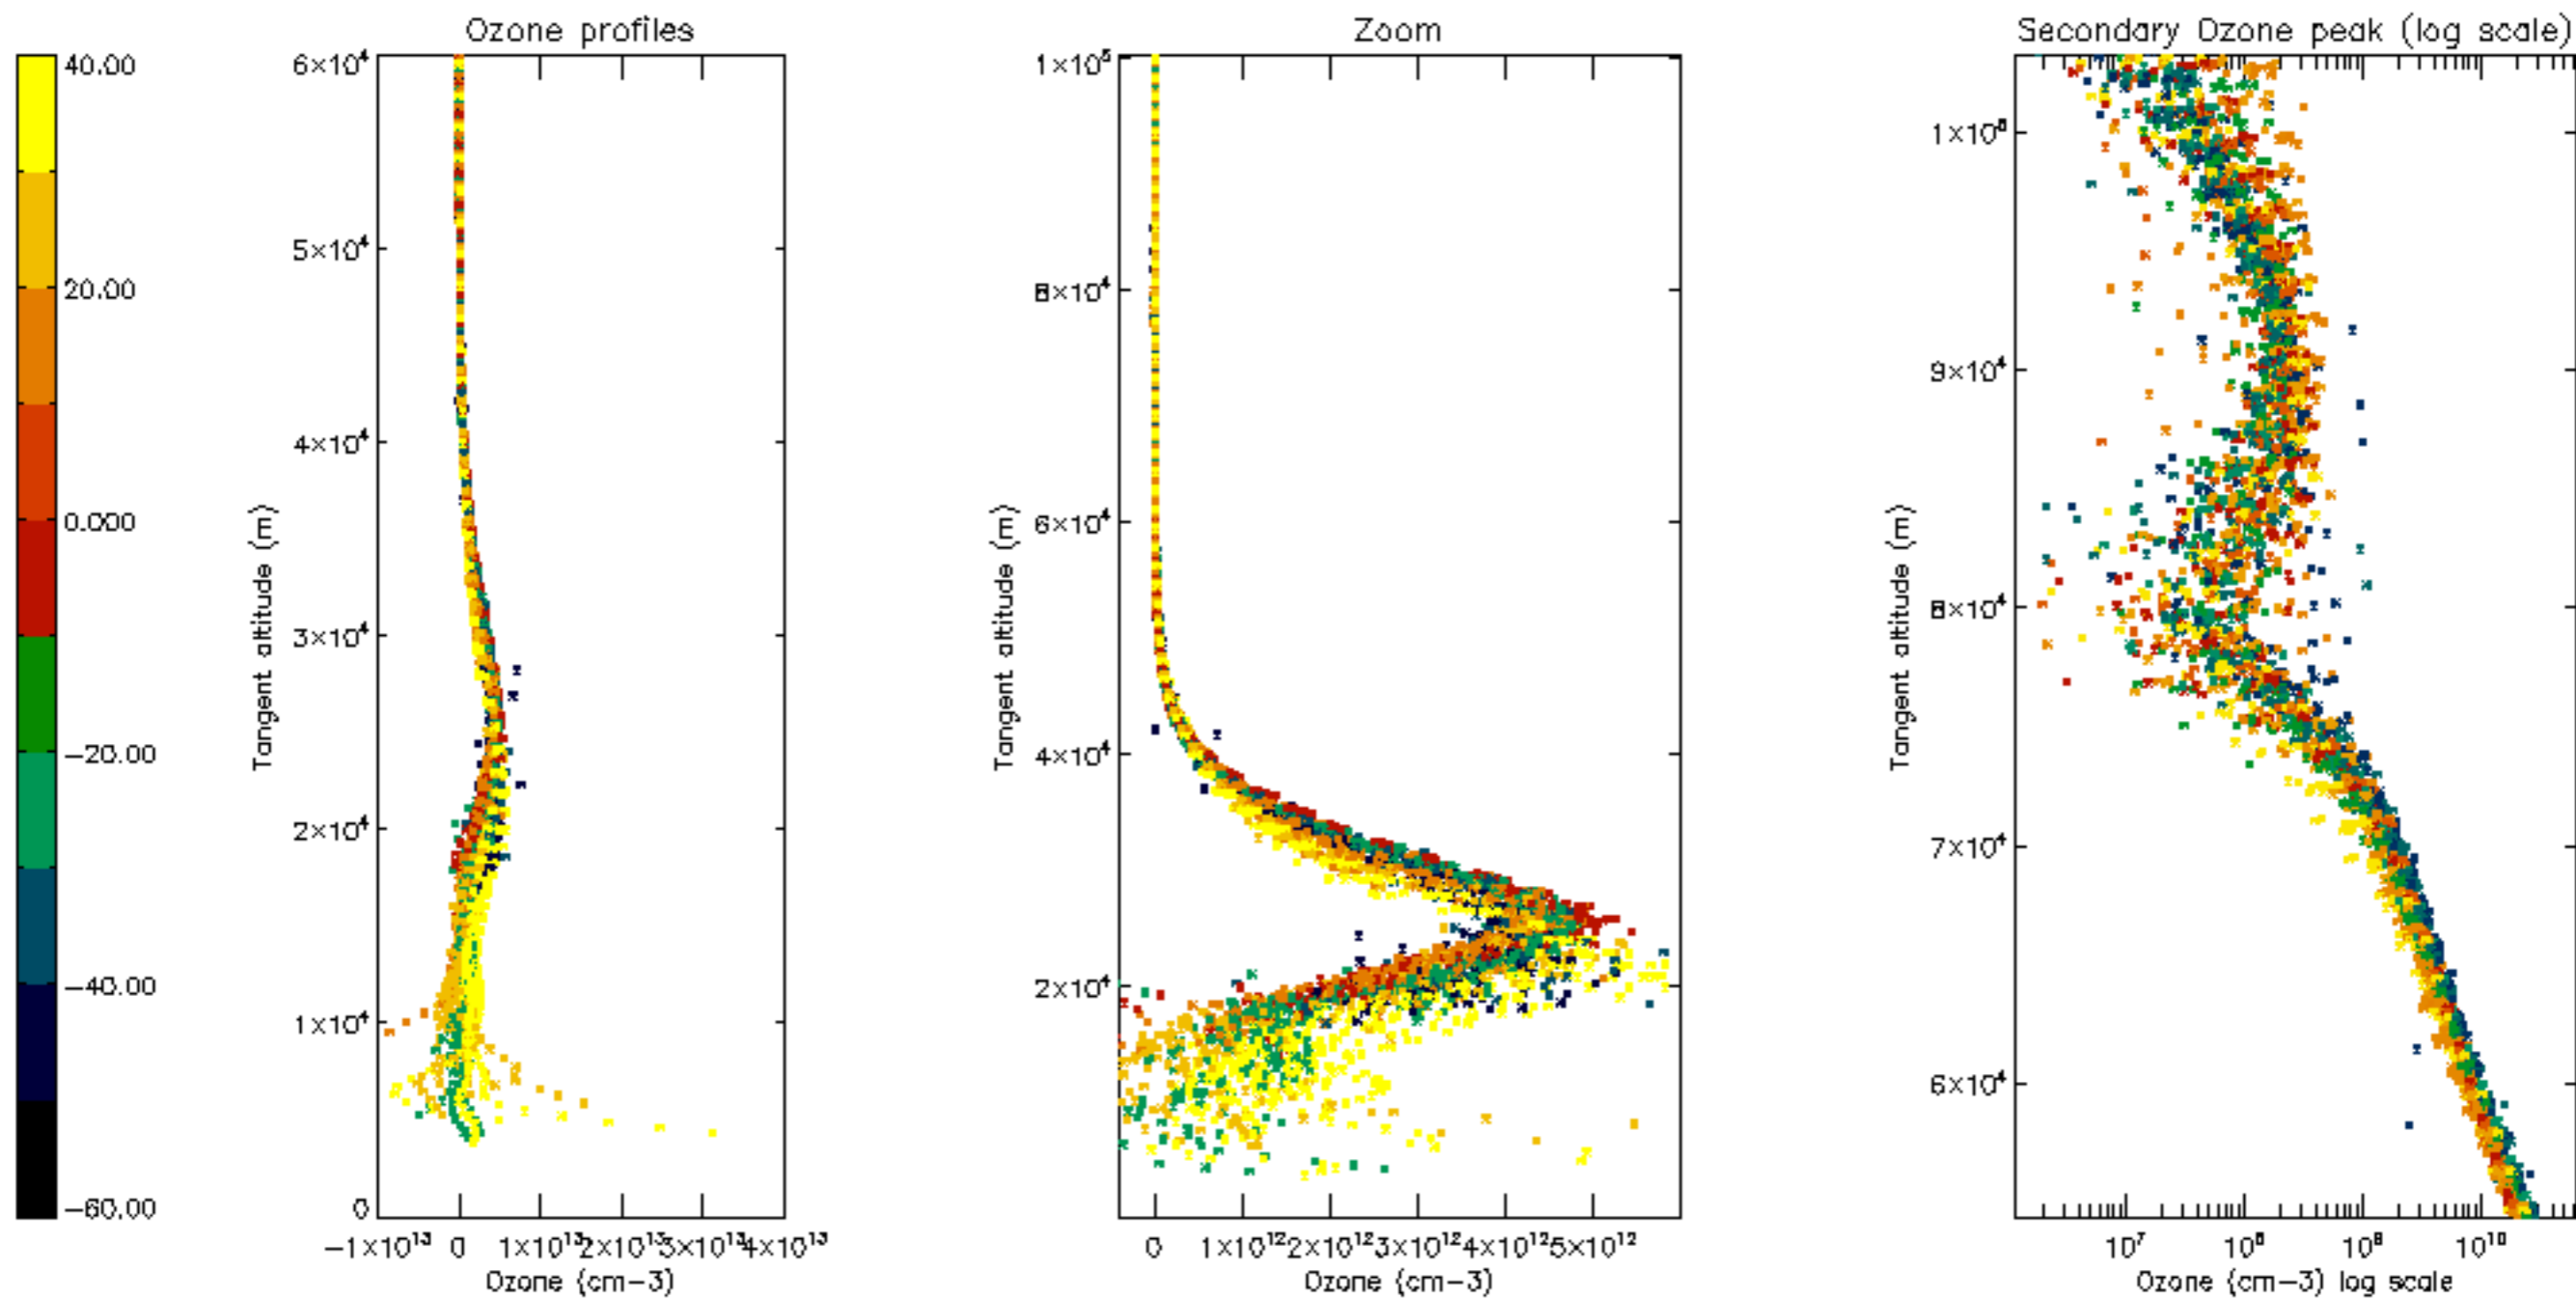 Ozone profiles
Zoom
Secondary Ozone peak (log scale)
40.00
20.00
0.000
−20.00
−40.00
−60.00
6×10⁴
5×10⁴
4×10⁴
3×10⁴
2×10⁴
1×10⁴
0
Tangent altitude (m)
−1×10¹³ 0 1×10¹³ 2×10¹³ 3×10¹³ 4×10¹³
Ozone (cm−3)
1×10⁵
8×10⁴
6×10⁴
4×10⁴
2×10⁴
Tangent altitude (m)
0 1×10¹² 2×10¹² 3×10¹² 4×10¹² 5×10¹²
Ozone (cm−3)
1×10⁵
9×10⁴
8×10⁴
7×10⁴
6×10⁴
Tangent altitude (m)
10⁷ 10⁸ 10⁹ 10¹⁰
Ozone (cm−3) log scale